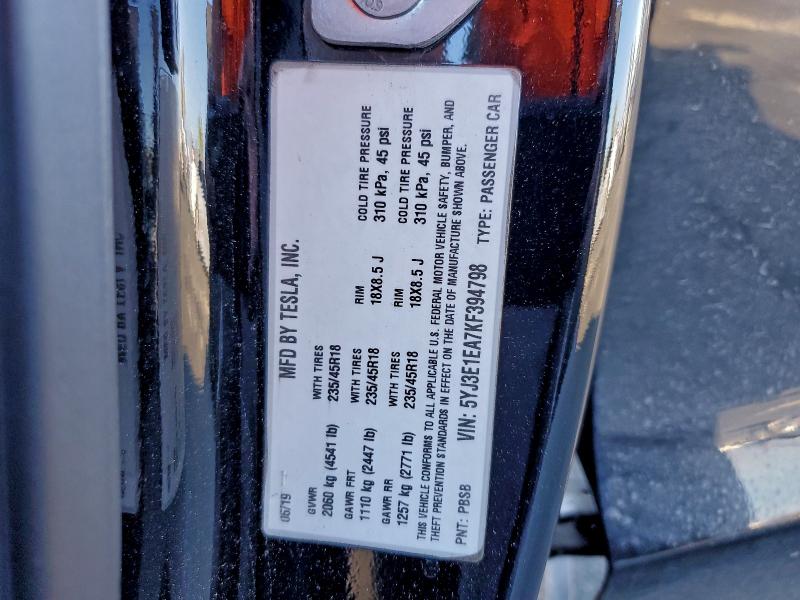 05/19
MFD BY TESLA, INC.
GVWR
2060 kg (4541 lb)
WITH TIRES
235/45R18
GAWR FRT
1110 kg (2447 lb)
WITH TIRES
235/45R18
RIM
18X8.5 J
COLD TIRE PRESSURE
310 kPa, 45 psi
GAWR RR
1257 kg (2771 lb)
WITH TIRES
235/45R18
RIM
18X8.5 J
COLD TIRE PRESSURE
310 kPa, 45 psi
THIS VEHICLE CONFORMS TO ALL APPLICABLE U.S. FEDERAL MOTOR VEHICLE SAFETY, BUMPER, AND
THEFT PREVENTION STANDARDS IN EFFECT ON THE DATE OF MANUFACTURE SHOWN ABOVE.
PNT: PBSB VIN: 5YJ3E1EA7KF394798 TYPE: PASSENGER CAR